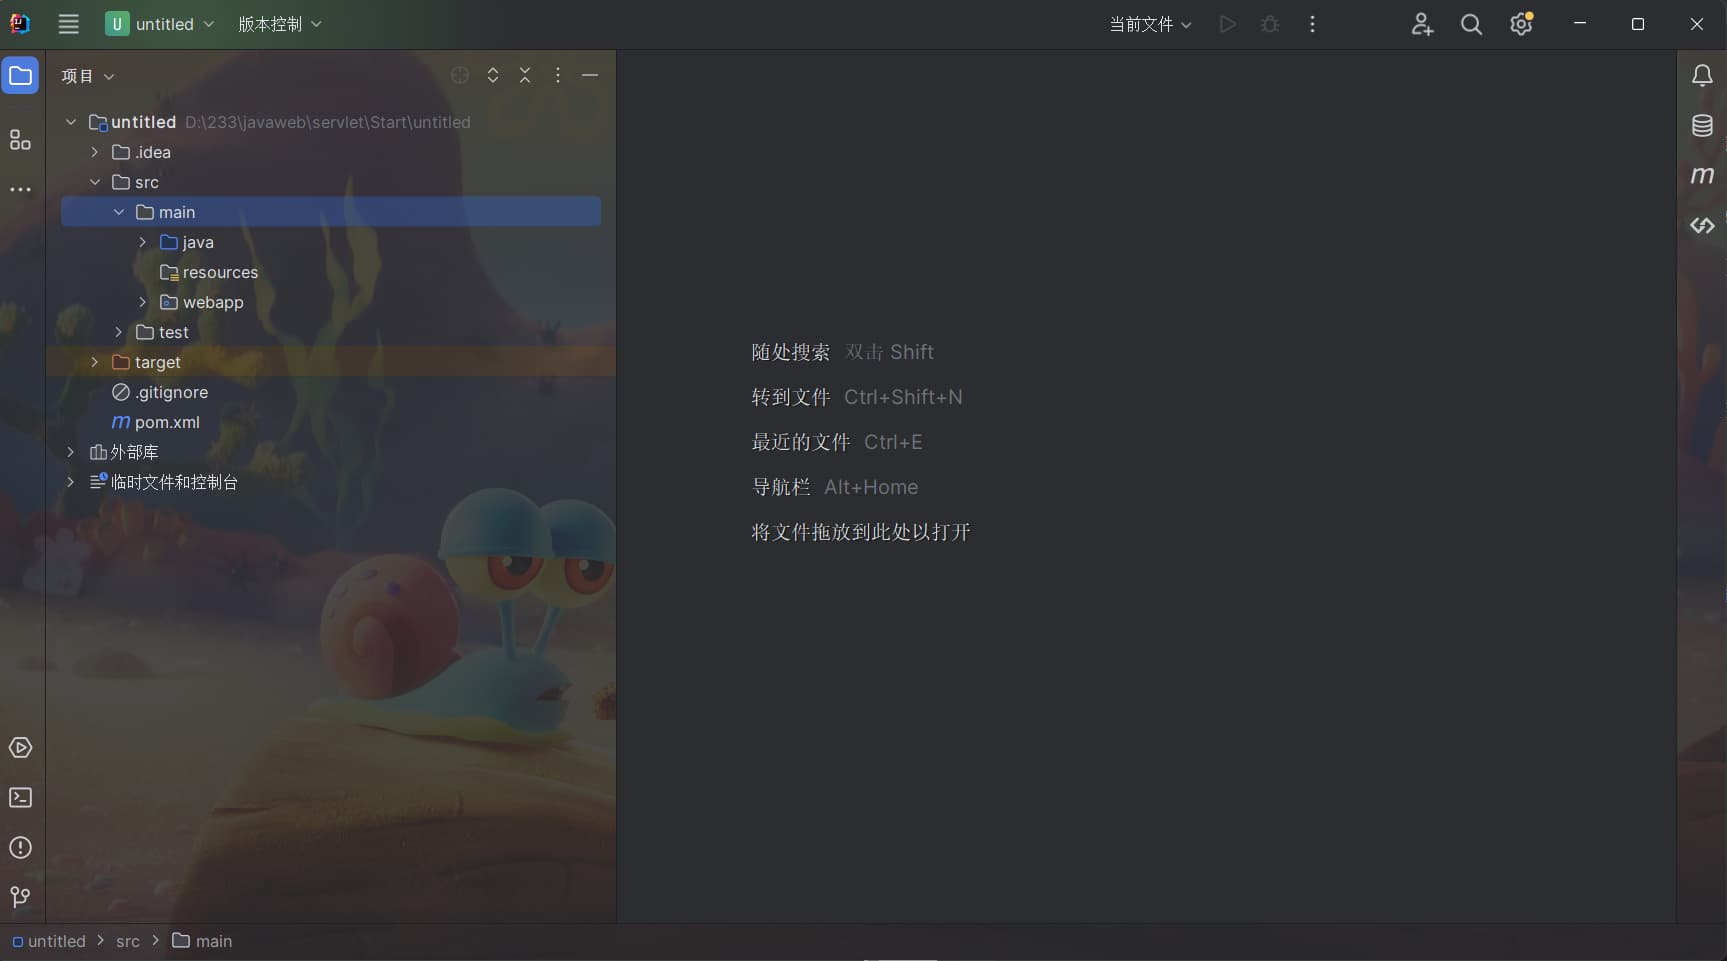 U untitled 版本控制 当前文件
项目
untitled D:\233\javaweb\servlet\Start\untitled
.idea
src
main
java
resources
webapp
test
target
.gitignore
m pom.xml
外部库
临时文件和控制台
随处搜索 双击 Shift
转到文件 Ctrl+Shift+N
最近的文件 Ctrl+E
导航栏 Alt+Home
将文件拖放到此处以打开
m
untitled > src > main